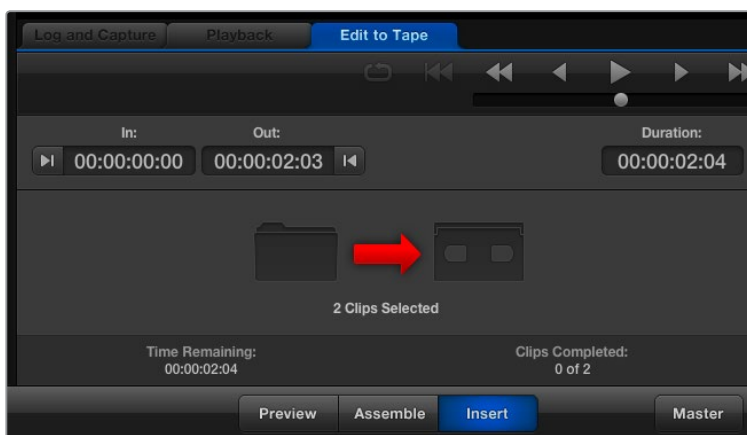 Log and Capture Playback Edit to Tape
In: Out: Duration:
00:00:00:00 00:00:02:03 00:00:02:04
2 Clips Selected
Time Remaining: Clips Completed:
00:00:02:04 0 of 2
Preview Assemble Insert Master